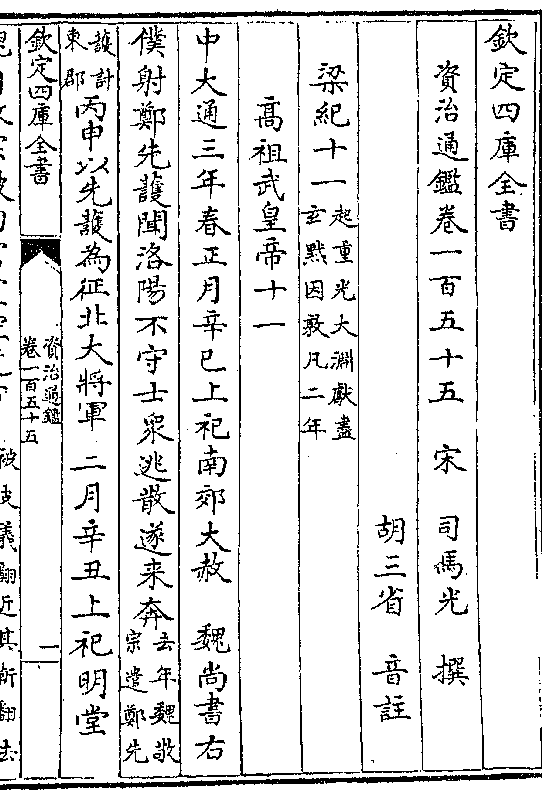 欽定四庫全書
資治通鑑卷一百五十五　宋　司馬光　撰
胡三省　音註
梁紀十一起重光大淵獻盡玄黓困敦凡二年
高祖武皇帝十一
中大通三年春正月辛巳上祀南郊大赦　魏尚書右
僕射鄭先護聞洛陽不守士衆逃散遂来奔去年魏敬宗遣鄭先
護討東郡丙申以先護為征北大將軍　二月辛丑上祀明堂
欽定四庫全書　資治通鑑卷一百五十五　一